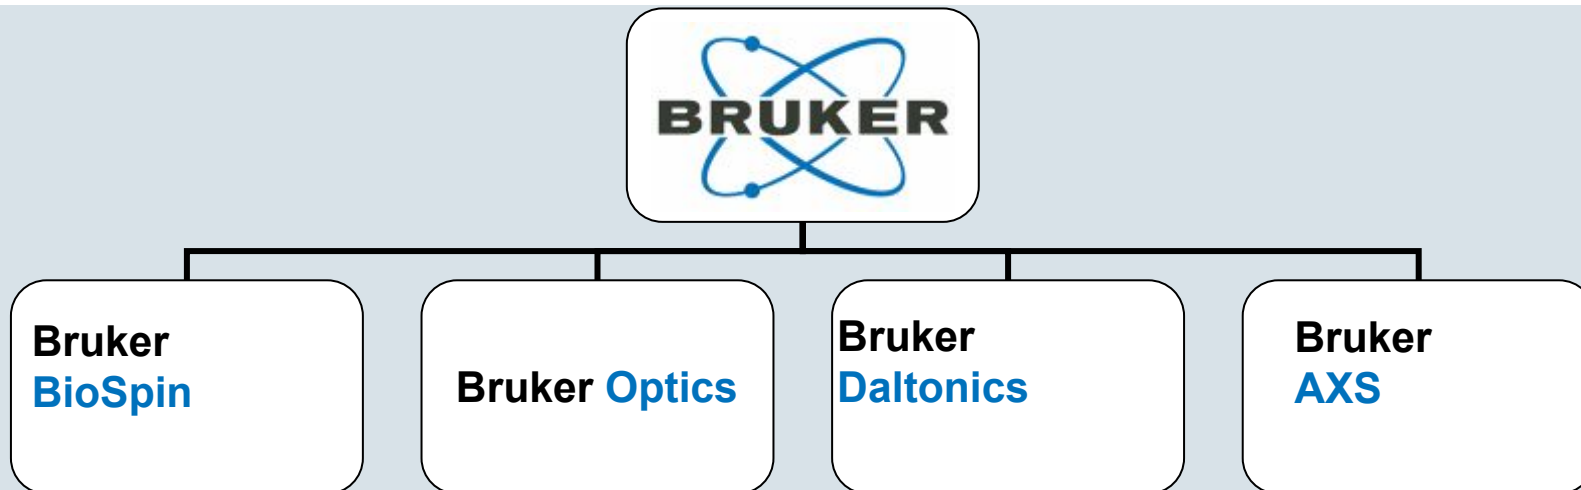 BRUKER
Bruker
BioSpin
Bruker Optics
Bruker
Daltonics
Bruker
AXS